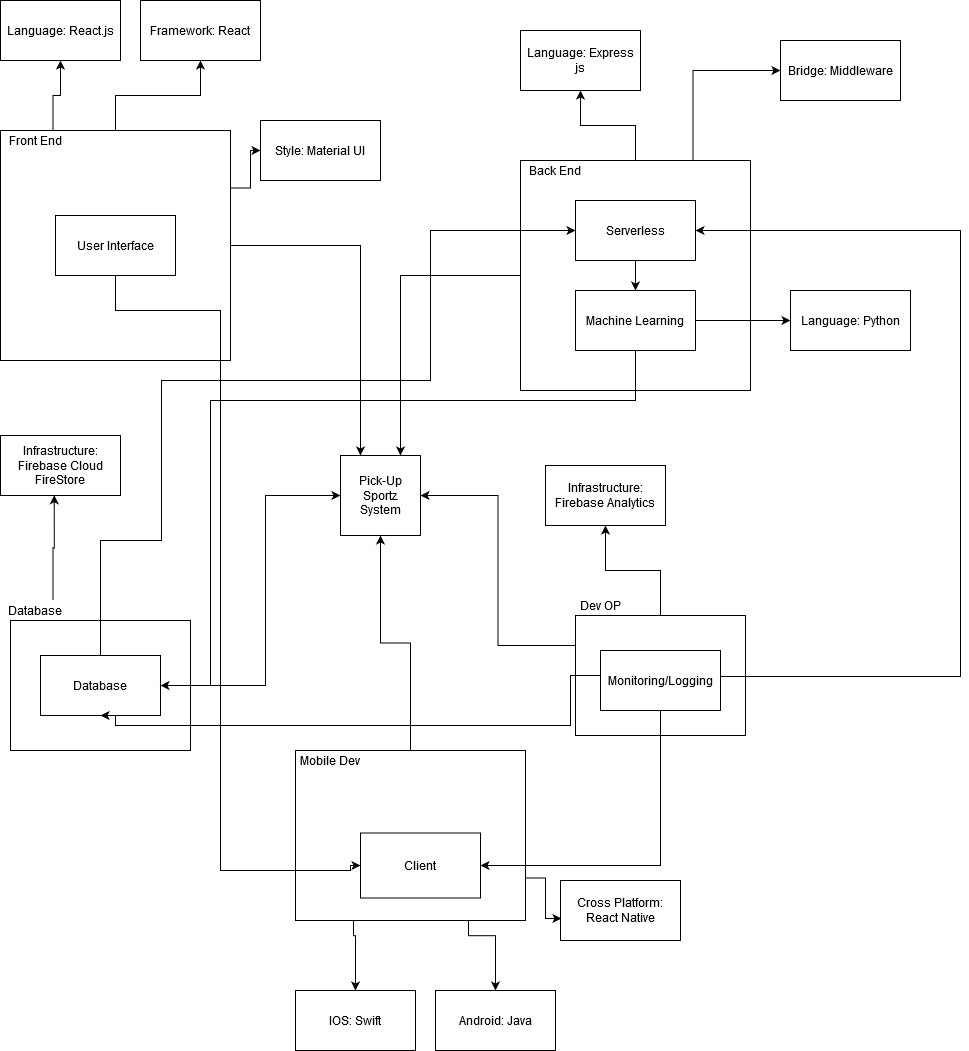 Language: React.js
Framework: React
Language: Express
js
Bridge: Middleware
Front End
Style: Material UI
Back End
User Interface
Serverless
Machine Learning
Language: Python
Infrastructure:
Firebase Cloud
FireStore
Pick-Up
Sportz
System
Infrastructure:
Firebase Analytics
Database
Dev OP
Database
Monitoring/Logging
Mobile Dev
Client
Cross Platform:
React Native
IOS: Swift
Android: Java